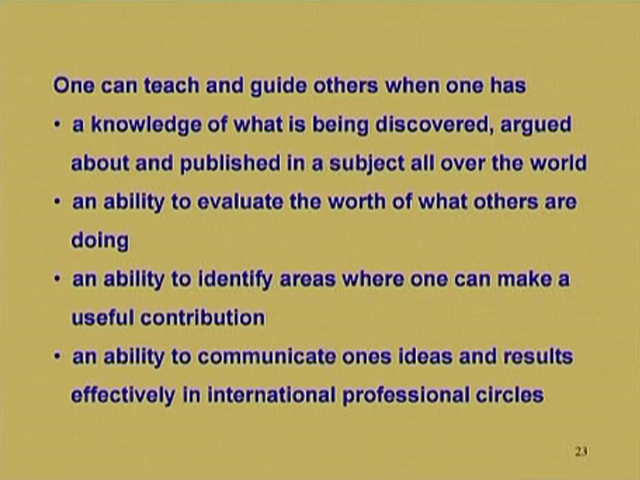 One can teach and guide others when one has
• a knowledge of what is being discovered, argued
about and published in a subject all over the world
• an ability to evaluate the worth of what others are
doing
• an ability to identify areas where one can make a
useful contribution
• an ability to communicate ones ideas and results
effectively in international professional circles
23